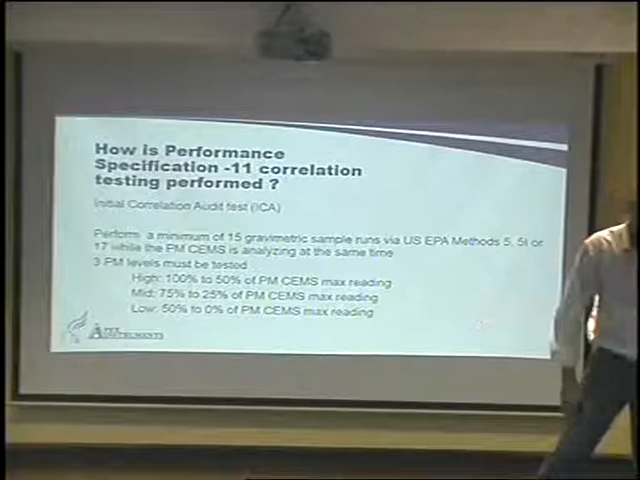 How is Performance
Specification -11 correlation
testing performed ?
Initial Correlation Audit test (ICA)
Perform a minimum of 15 gravimetric sample runs via US EPA Methods 5, 5I or
17 while the PM CEMS is analyzing at the same time
3 PM levels must be tested
High: 100% to 50% of PM CEMS max reading
Mid: 75% to 25% of PM CEMS max reading
Low: 50% to 0% of PM CEMS max reading
APEX
INSTRUMENTS